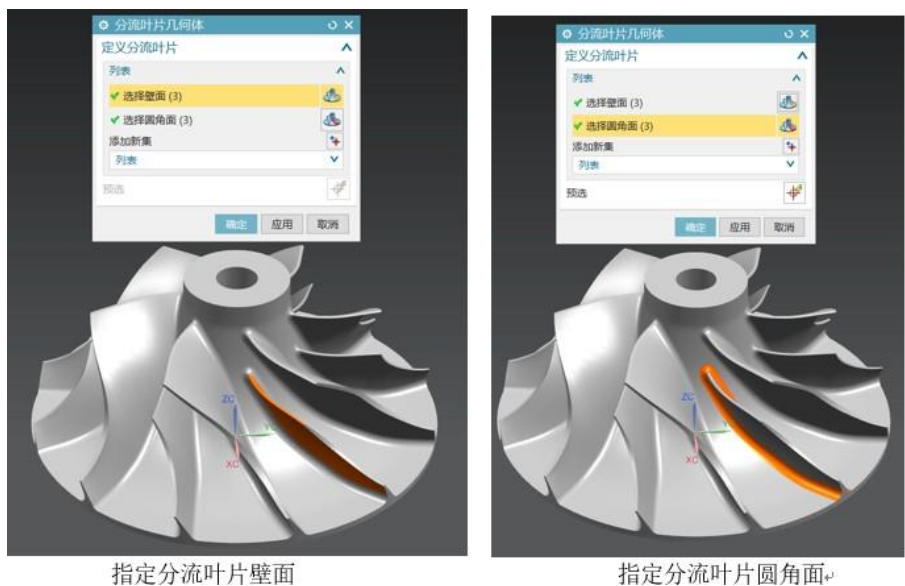 分流叶片几何体
定义分流叶片
列表
选择壁面 (3)
选择圆角面 (3)
添加新集
列表
预选
确定 应用 取消
ZC
YC
XC
指定分流叶片壁面
分流叶片几何体
定义分流叶片
列表
选择壁面 (3)
选择圆角面 (3)
添加新集
列表
预选
确定 应用 取消
ZC
XC
指定分流叶片圆角面